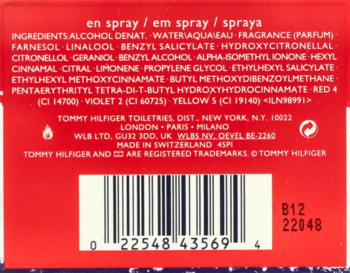 en spray / em spray / spraya
INGREDIENTS:ALCOHOL DENAT. · WATER\AQUA\EAU · FRAGRANCE (PARFUM) ·
FARNESOL · LINALOOL · BENZYL SALICYLATE · HYDROXYCITRONELLAL ·
CITRONELLOL · GERANIOL · BENZYL ALCOHOL · ALPHA-ISOMETHYL IONONE · HEXYL
CINNAMAL · CITRAL · LIMONENE · PROPYLENE GLYCOL · ETHYLHEXYL SALICYLATE ·
ETHYLHEXYL METHOXYCINNAMATE · BUTYL METHOXYDIBENZOYLMETHANE ·
PENTAERYTHRITYL TETRA-DI-T-BUTYL HYDROXYHYDROCINNAMATE · RED 4
(CI 14700) · VIOLET 2 (CI 60725) · YELLOW 5 (CI 19140) <ILN98991>
TOMMY HILFIGER TOILETRIES, DIST., NEW YORK, N.Y. 10022
LONDON · PARIS · MILANO
WLB LTD, GU32 3DD, UK WLBS NV, OEVEL BE-2260
MADE IN SWITZERLAND 4SP1
TOMMY HILFIGER AND ARE REGISTERED TRADEMARKS. © TOMMY HILFIGER
B12
22048
0 22548 43569 4